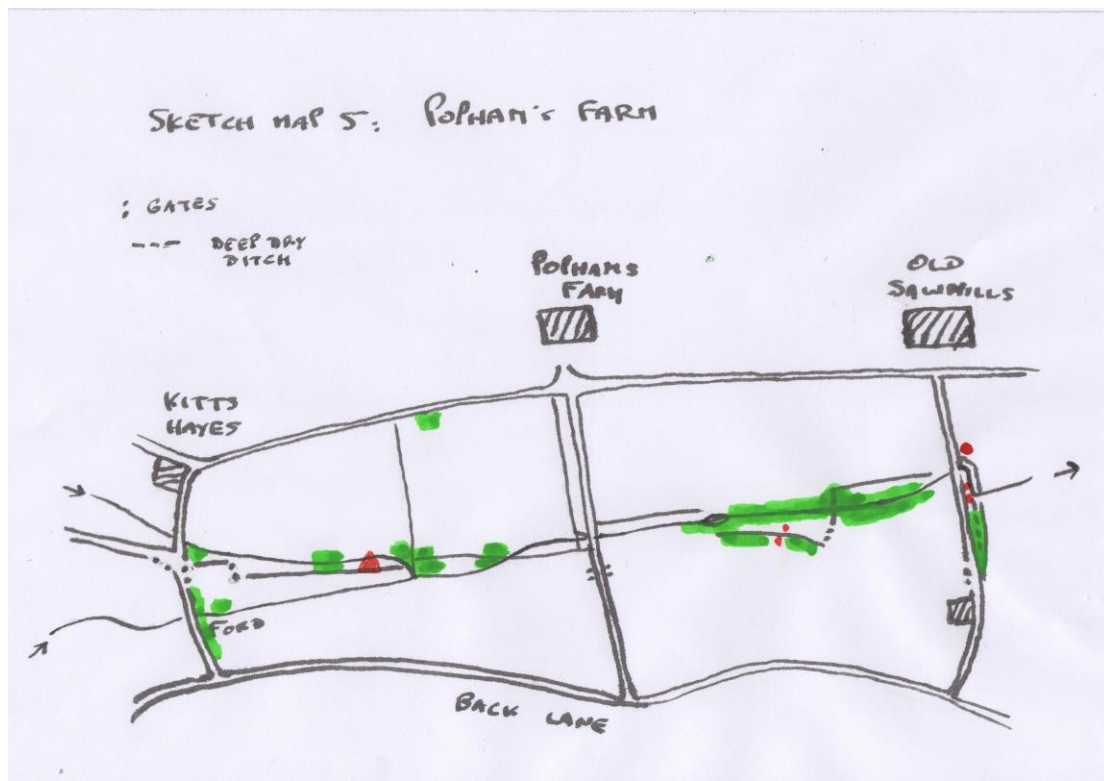 SKETCH MAP 5: POPHAM'S FARM
: GATES
--- DEEP DRY
DITCH
POPHAMS
FARM
OLD
SAWMILLS
KITTS
HAYES
FORD
BACK LANE